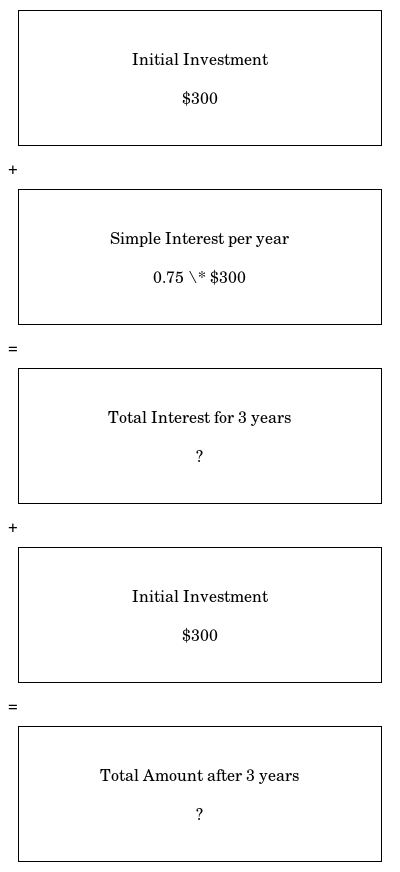 Initial Investment
$300
+
Simple Interest per year
0.75 \* $300
=
Total Interest for 3 years
?
+
Initial Investment
$300
=
Total Amount after 3 years
?